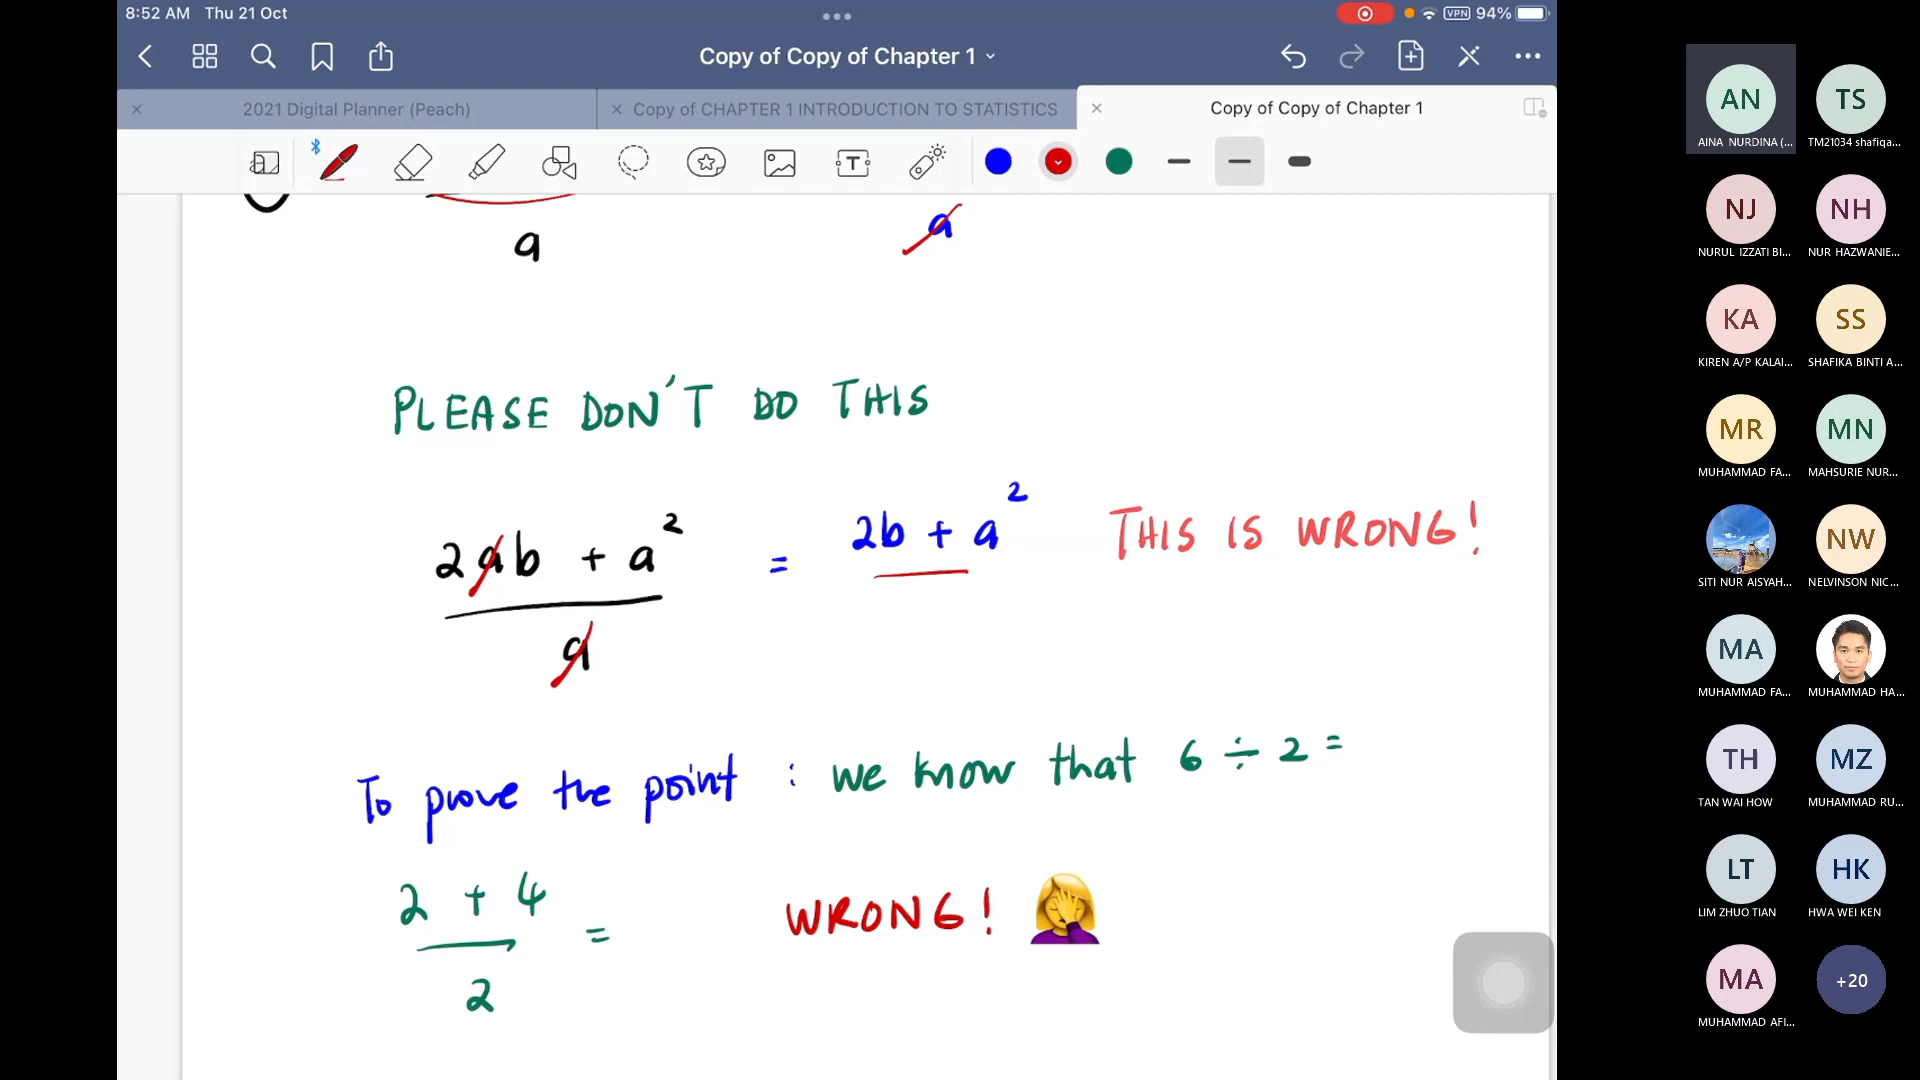 8:52 AM Thu 21 Oct
VPN 94%
Copy of Copy of Chapter 1
2021 Digital Planner (Peach)
Copy of CHAPTER 1 INTRODUCTION TO STATISTICS
Copy of Copy of Chapter 1
T
a
a
PLEASE DON'T DO THIS
2ab + a²
a
= 2b + a²
THIS IS WRONG!
To prove the point : we know that 6 ÷ 2 =
2 + 4
2
=
WRONG!
AN
AINA NURDINA (...
TS
TM21034 shafiqa...
NJ
NURUL IZZATI BI...
NH
NUR HAZWANIE...
KA
KIREN A/P KALAI...
SS
SHAFIKA BINTI A...
MR
MUHAMMAD FA...
MN
MAHSURIE NUR...
SITI NUR AISYAH...
NW
NELVINSON NIC...
MA
MUHAMMAD FA...
MUHAMMAD HA...
TH
TAN WAI HOW
MZ
MUHAMMAD RU...
LT
LIM ZHUO TIAN
HK
HWA WEI KEN
MA
MUHAMMAD AFI...
+20